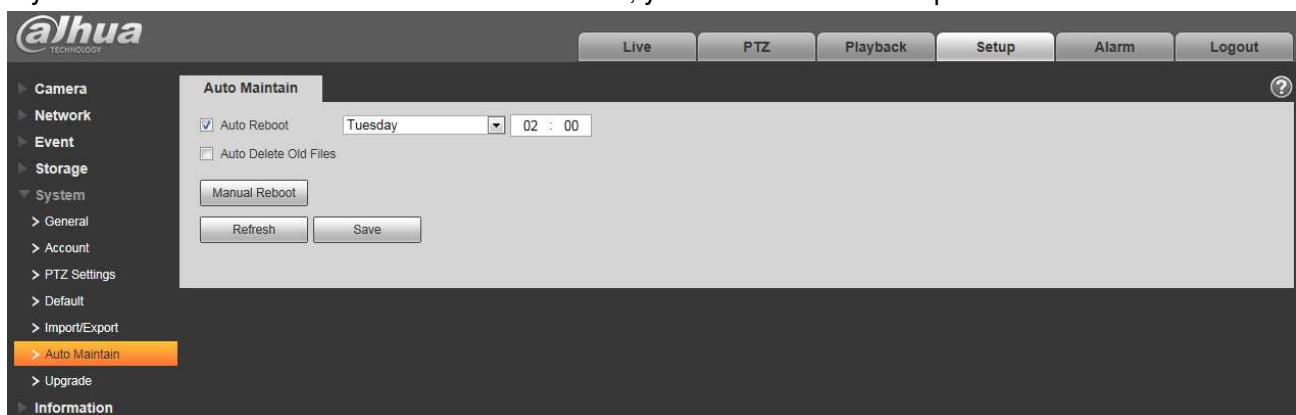 alhua
TECHNOLOGY
Live PTZ Playback Setup Alarm Logout
Camera
Network
Event
Storage
System
> General
> Account
> PTZ Settings
> Default
> Import/Export
> Auto Maintain
> Upgrade
Information
Auto Maintain
?
Auto Reboot Tuesday 02 : 00
Auto Delete Old Files
Manual Reboot
Refresh Save